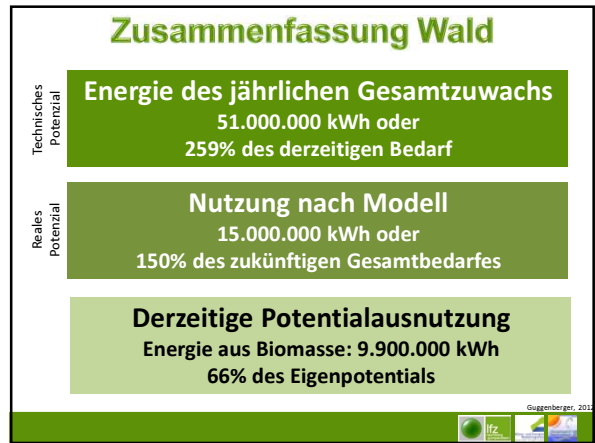 Zusammenfassung Wald
Technisches
Potenzial
Energie des jährlichen Gesamtzuwachs
51.000.000 kWh oder
259% des derzeitigen Bedarf
Reales
Potenzial
Nutzung nach Modell
15.000.000 kWh oder
150% des zukünftigen Gesamtbedarfes
Derzeitige Potentialausnutzung
Energie aus Biomasse: 9.900.000 kWh
66% des Eigenpotentials
Guggenberger, 2012
lfz